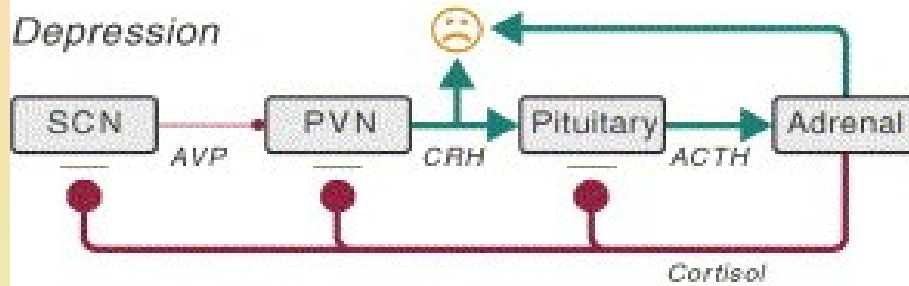 Depression
SCN
PVN
Pituitary
Adrenal
AVP
CRH
ACTH
Cortisol